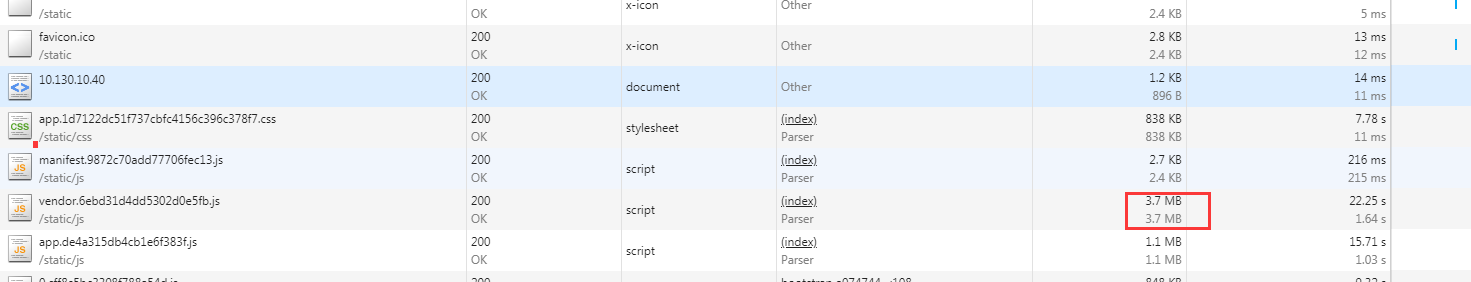 x-icon Other
/static OK 2.4 KB 5 ms
favicon.ico 200 2.8 KB 13 ms
/static OK x-icon Other 2.4 KB 12 ms
10.130.10.40 200 1.2 KB 14 ms
OK document Other 896 B 11 ms
app.1d7122dc51f737cbfc4156c396c378f7.css 200 (index) 838 KB 7.78 s
/static/css OK stylesheet Parser 838 KB 11 ms
manifest.9872c70add77706fec13.js 200 (index) 2.7 KB 216 ms
/static/js OK script Parser 2.4 KB 215 ms
vendor.6ebd31d4dd5302d0e5fb.js 200 (index) 3.7 MB 22.25 s
/static/js OK script Parser 3.7 MB 1.64 s
app.de4a315db4cb1e6f383f.js 200 (index) 1.1 MB 15.71 s
/static/js OK script Parser 1.1 MB 1.03 s
200 848 KB